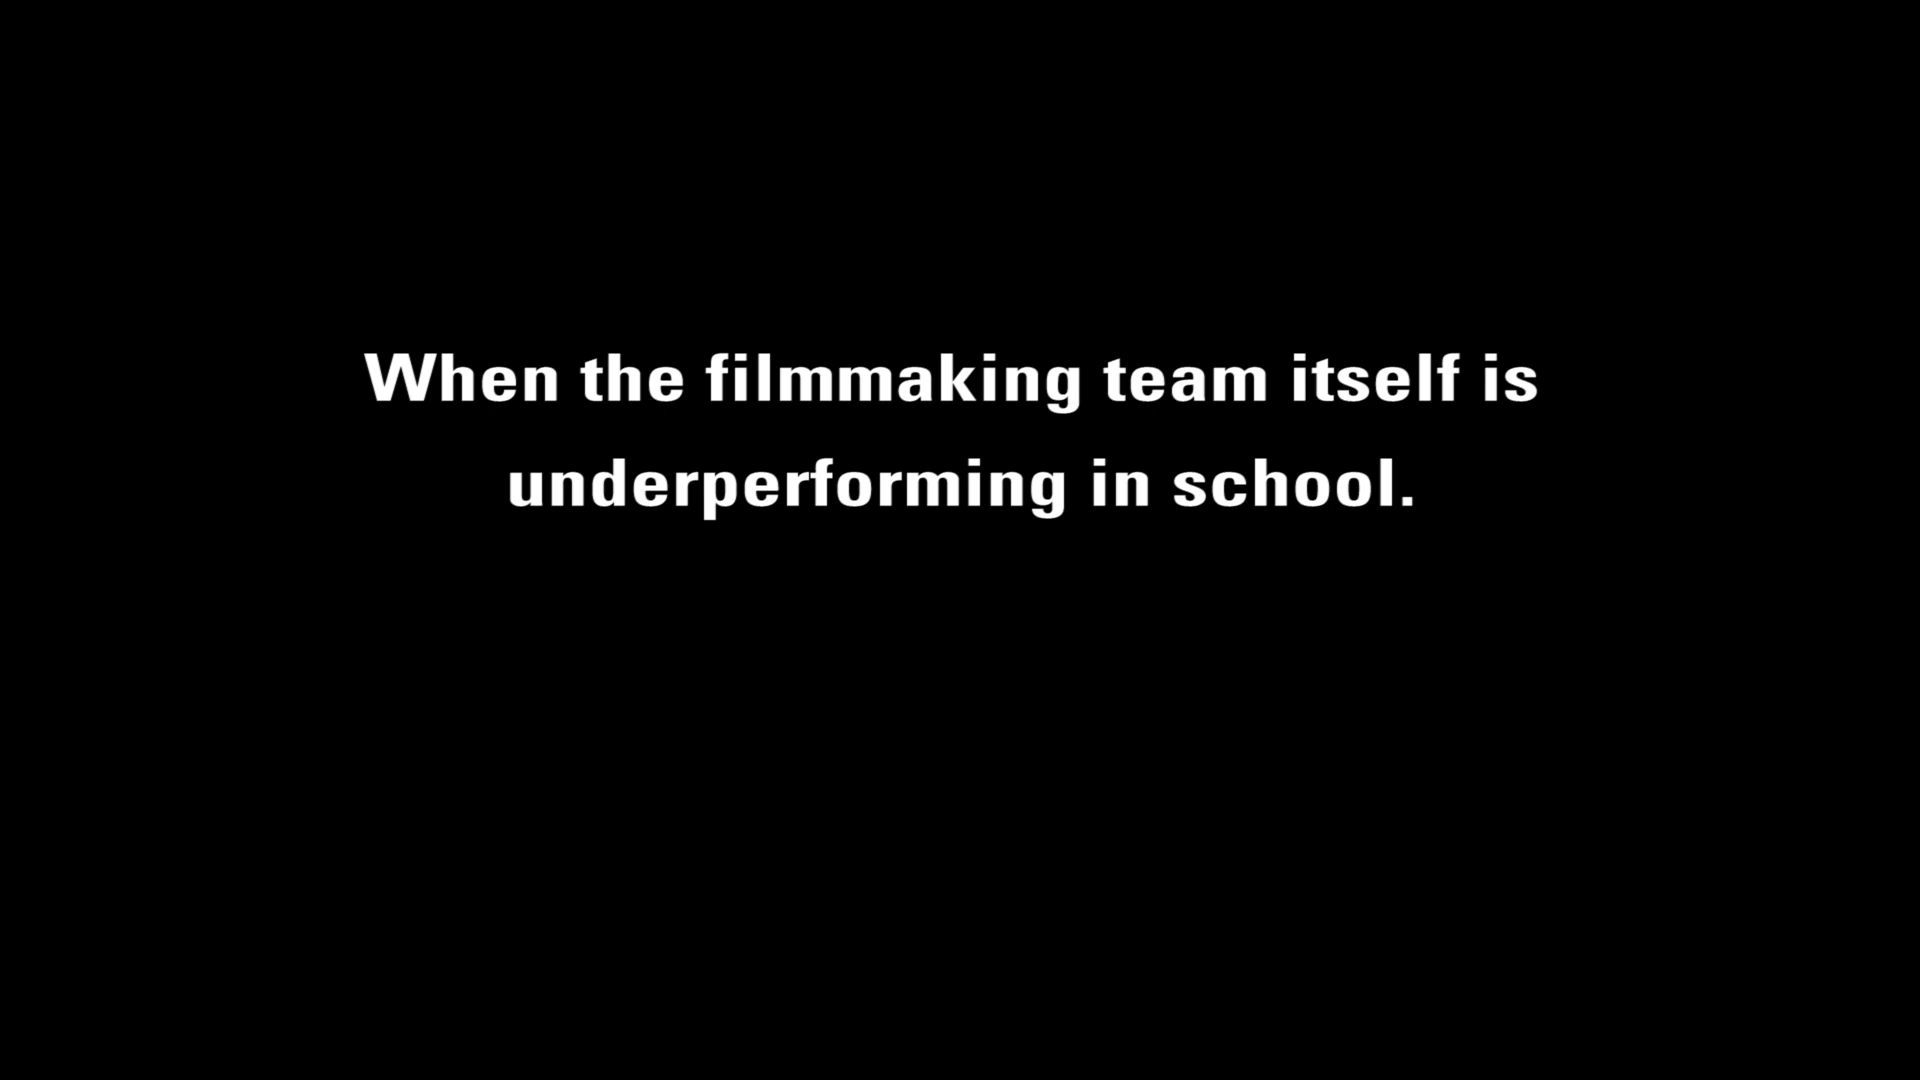 When the filmmaking team itself is
underperforming in school.